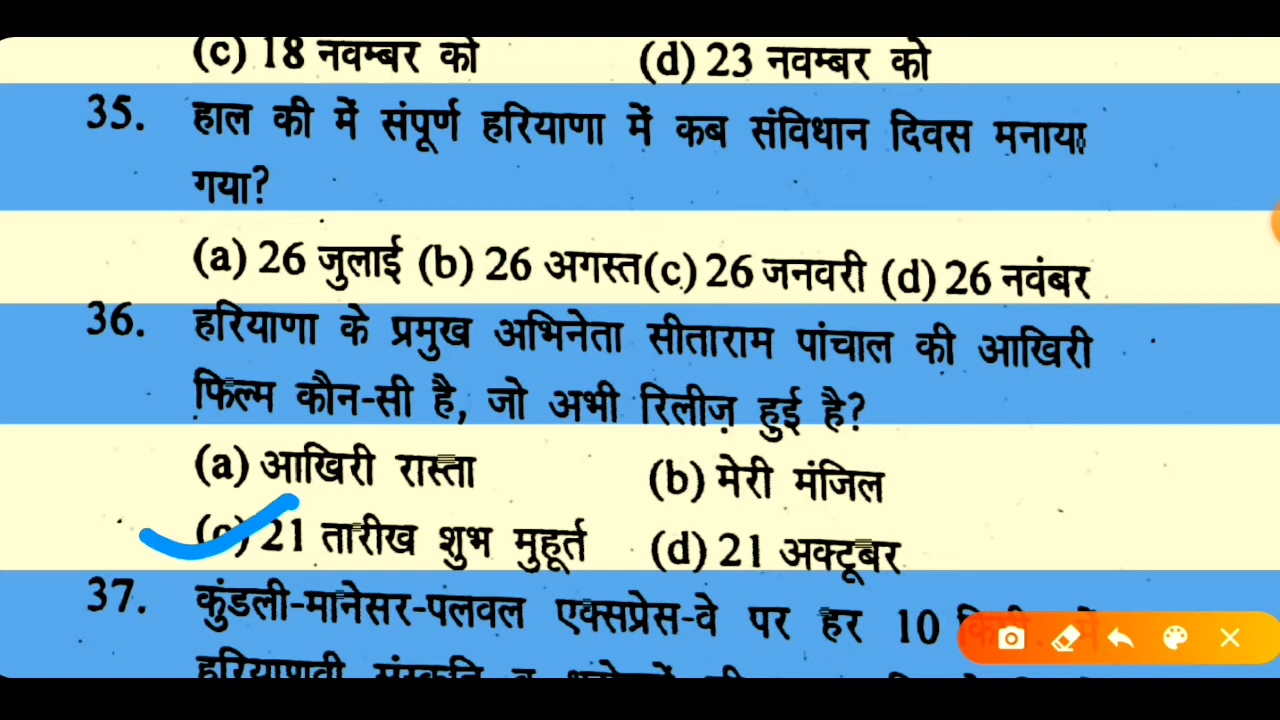 (c) 18 नवम्बर को (d) 23 नवम्बर को
35. हाल की में संपूर्ण हरियाणा में कब संविधान दिवस मनाया
गया?
(a) 26 जुलाई (b) 26 अगस्त (c) 26 जनवरी (d) 26 नवंबर
36. हरियाणा के प्रमुख अभिनेता सीताराम पांचाल की आखिरी
फिल्म कौन-सी है, जो अभी रिलीज़ हुई है?
(a) आखिरी रास्ता (b) मेरी मंजिल
(c) 21 तारीख शुभ मुहूर्त (d) 21 अक्टूबर
37. कुंडली-मानेसर-पलवल एक्सप्रेस-वे पर हर 10 किमी. में
हरियाणवी संस्कृति व